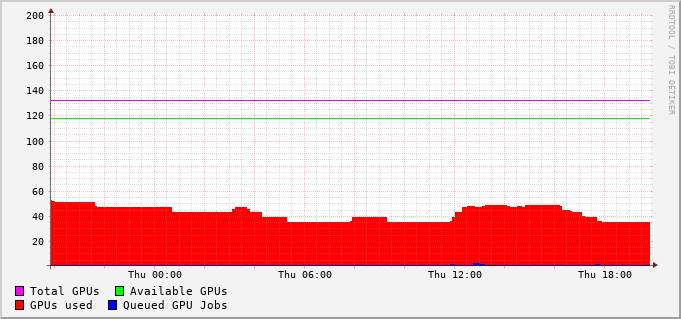 200
180
160
140
120
100
80
60
40
20
Thu 00:00 Thu 06:00 Thu 12:00 Thu 18:00
Total GPUs Available GPUs
GPUs used Queued GPU Jobs
RRDTOOL / TOBI OETIKER